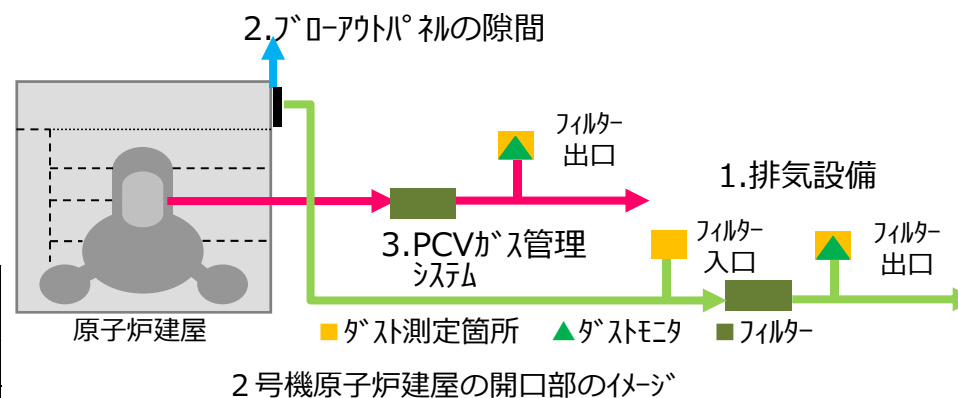 2.ﾌﾞﾛｰｱｳﾄﾊﾟﾈﾙの隙間
フィルター
出口
1.排気設備
3.PCVｶﾞｽ管理
ｼｽﾃﾑ
フィルター
入口
フィルター
出口
原子炉建屋
■ﾀﾞｽﾄ測定箇所 ▲ﾀﾞｽﾄﾓﾆﾀ ■ﾌｨﾙﾀｰ
２号機原子炉建屋の開口部のｲﾒｰｼﾞ